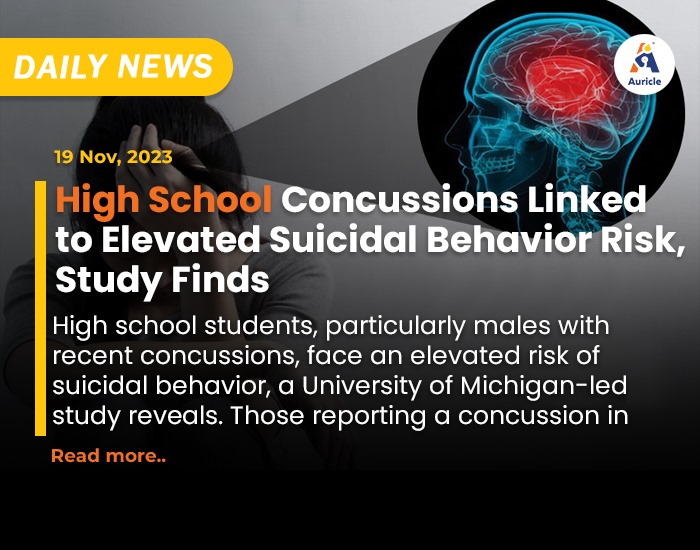 DAILY NEWS
Auricle
19 Nov, 2023
High School Concussions Linked
to Elevated Suicidal Behavior Risk,
Study Finds
High school students, particularly males with
recent concussions, face an elevated risk of
suicidal behavior, a University of Michigan-led
study reveals. Those reporting a concussion in
Read more..